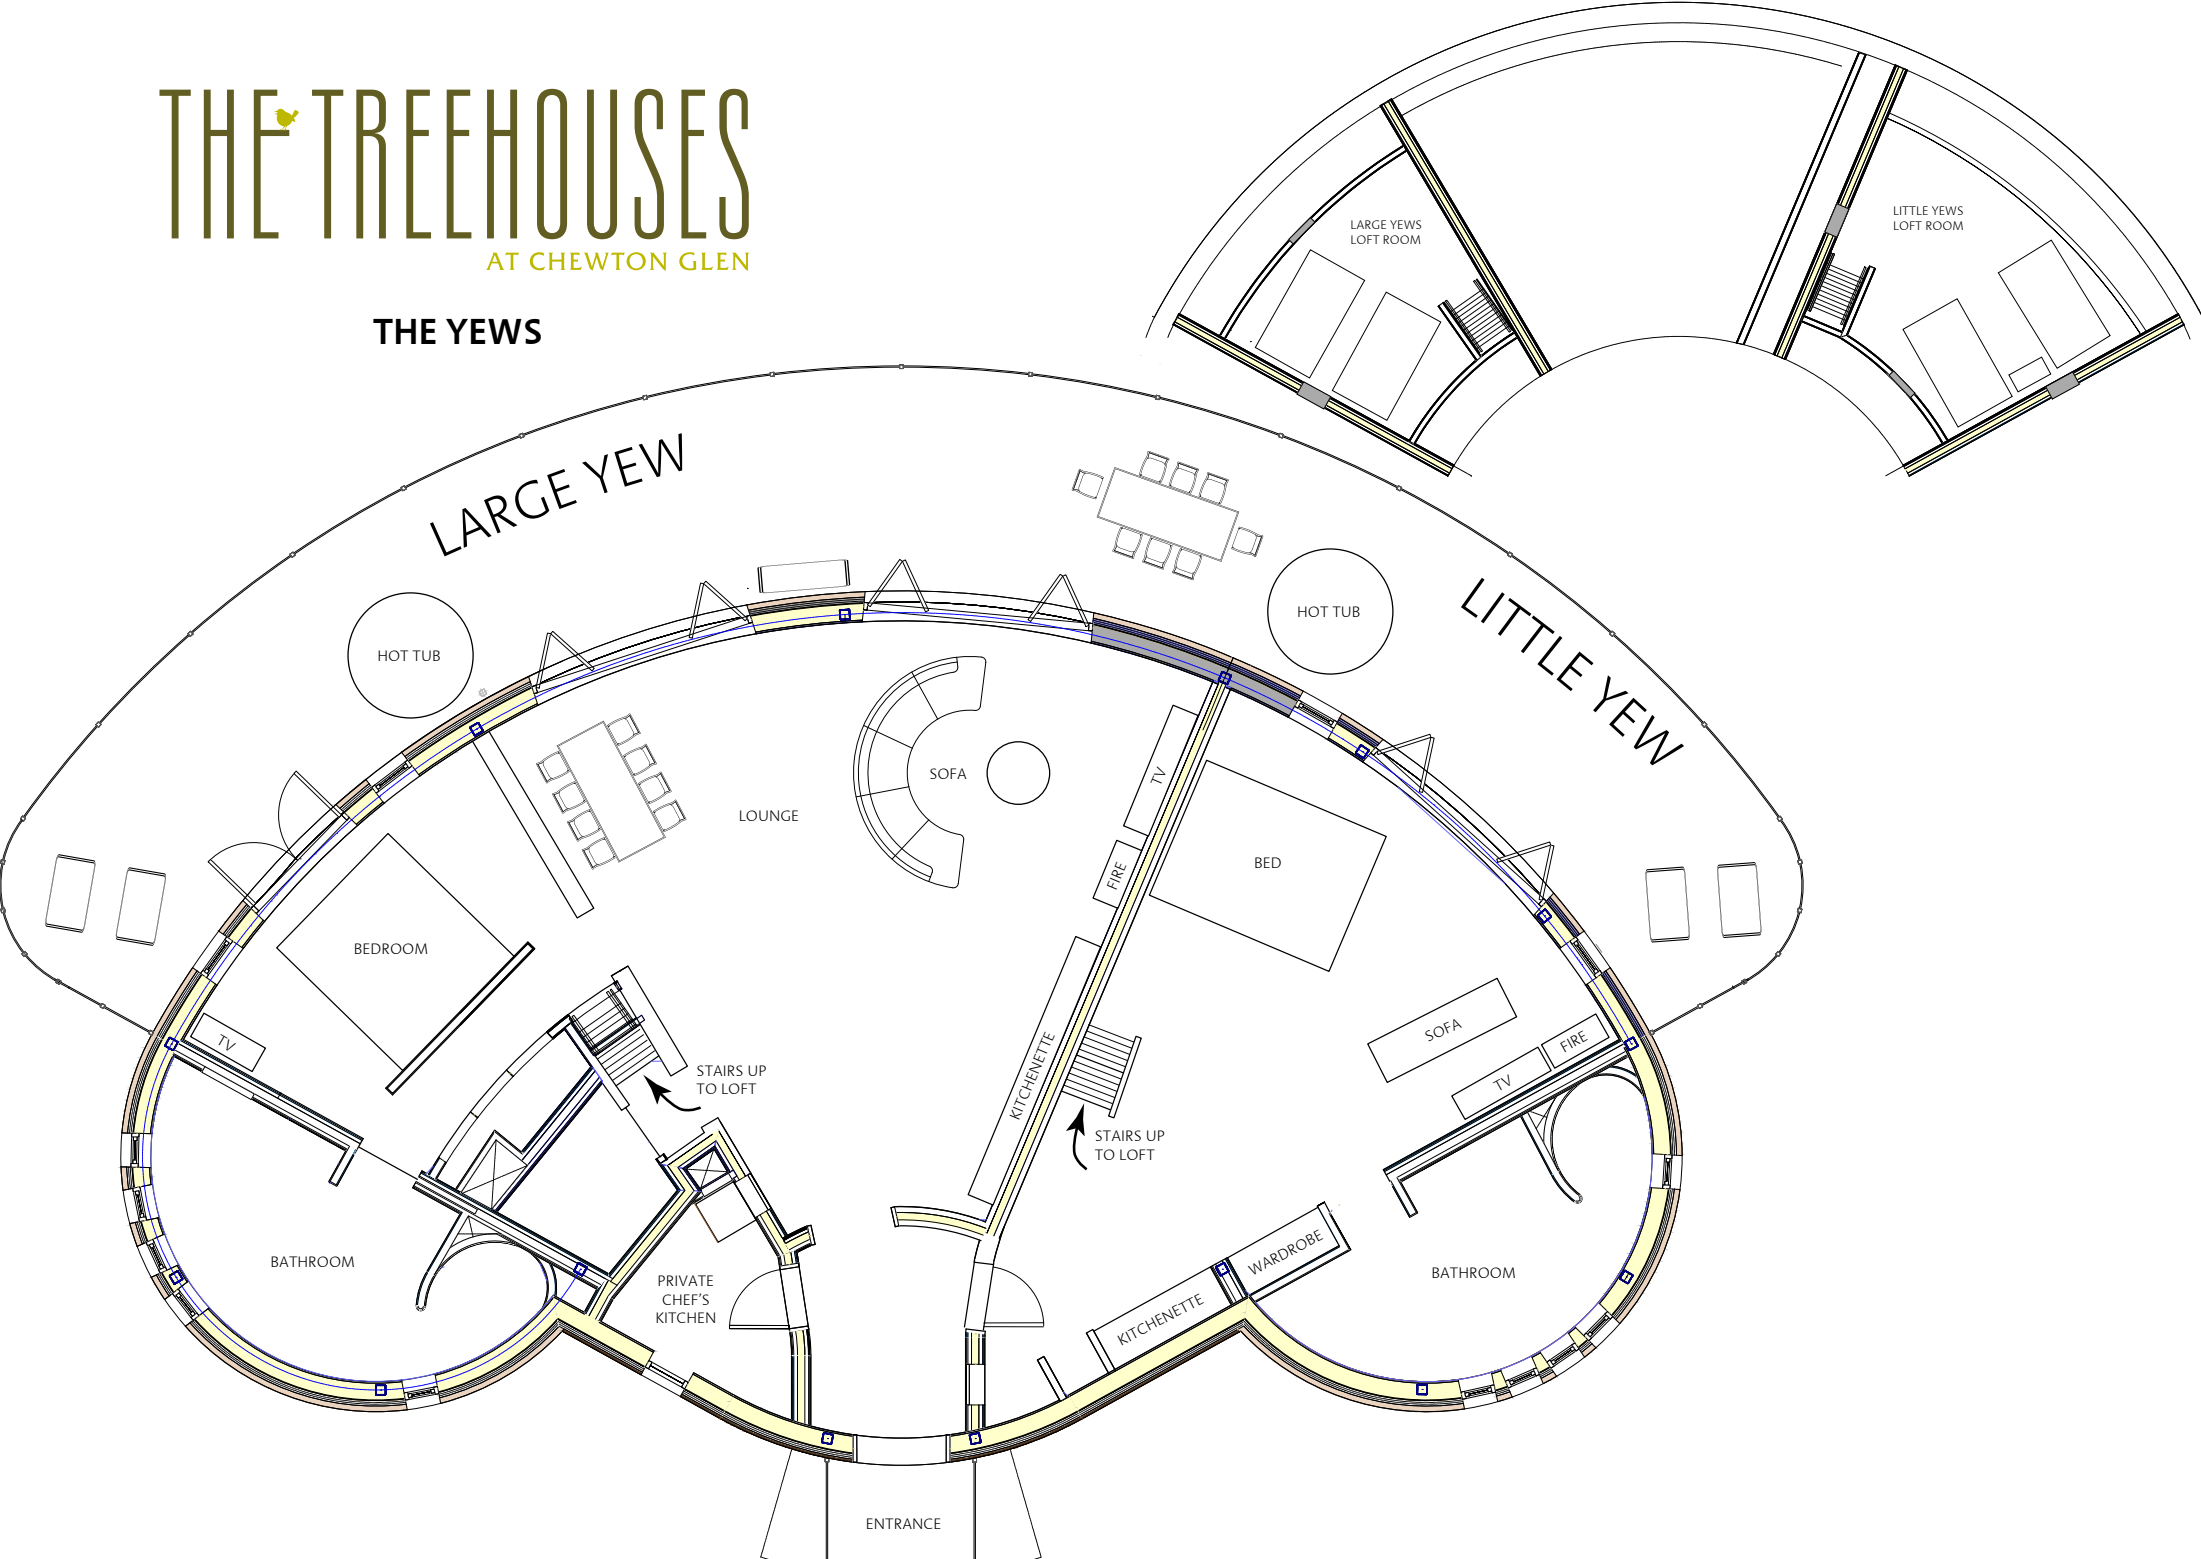 THE TREEHOUSES
AT CHEWTON GLEN
THE YEWS
LARGE YEWS
LOFT ROOM
LITTLE YEWS
LOFT ROOM
LARGE YEW
LITTLE YEW
HOT TUB
HOT TUB
LOUNGE
SOFA
TV
FIRE
BED
BEDROOM
TV
STAIRS UP
TO LOFT
KITCHENETTE
STAIRS UP
TO LOFT
SOFA
FIRE
TV
BATHROOM
PRIVATE
CHEF'S
KITCHEN
KITCHENETTE
WARDROBE
BATHROOM
ENTRANCE